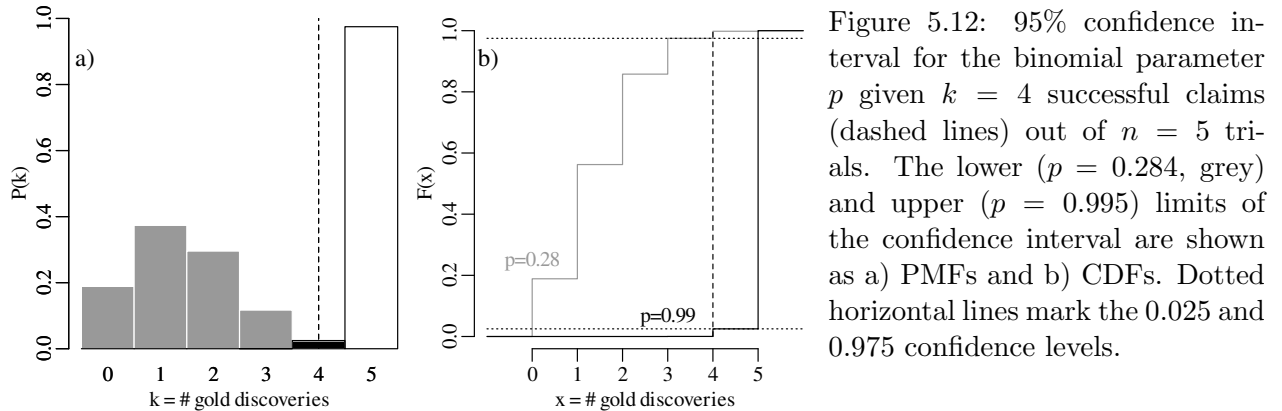 a)
P(k)
0.0 0.2 0.4 0.6 0.8 1.0
0 1 2 3 4 5
k = # gold discoveries
b)
F(x)
0.0 0.2 0.4 0.6 0.8 1.0
p=0.28
p=0.99
0 1 2 3 4 5
x = # gold discoveries
Figure 5.12: 95% confidence in-
terval for the binomial parameter
p given k = 4 successful claims
(dashed lines) out of n = 5 tri-
als. The lower (p = 0.284, grey)
and upper (p = 0.995) limits of
the confidence interval are shown
as a) PMFs and b) CDFs. Dotted
horizontal lines mark the 0.025 and
0.975 confidence levels.